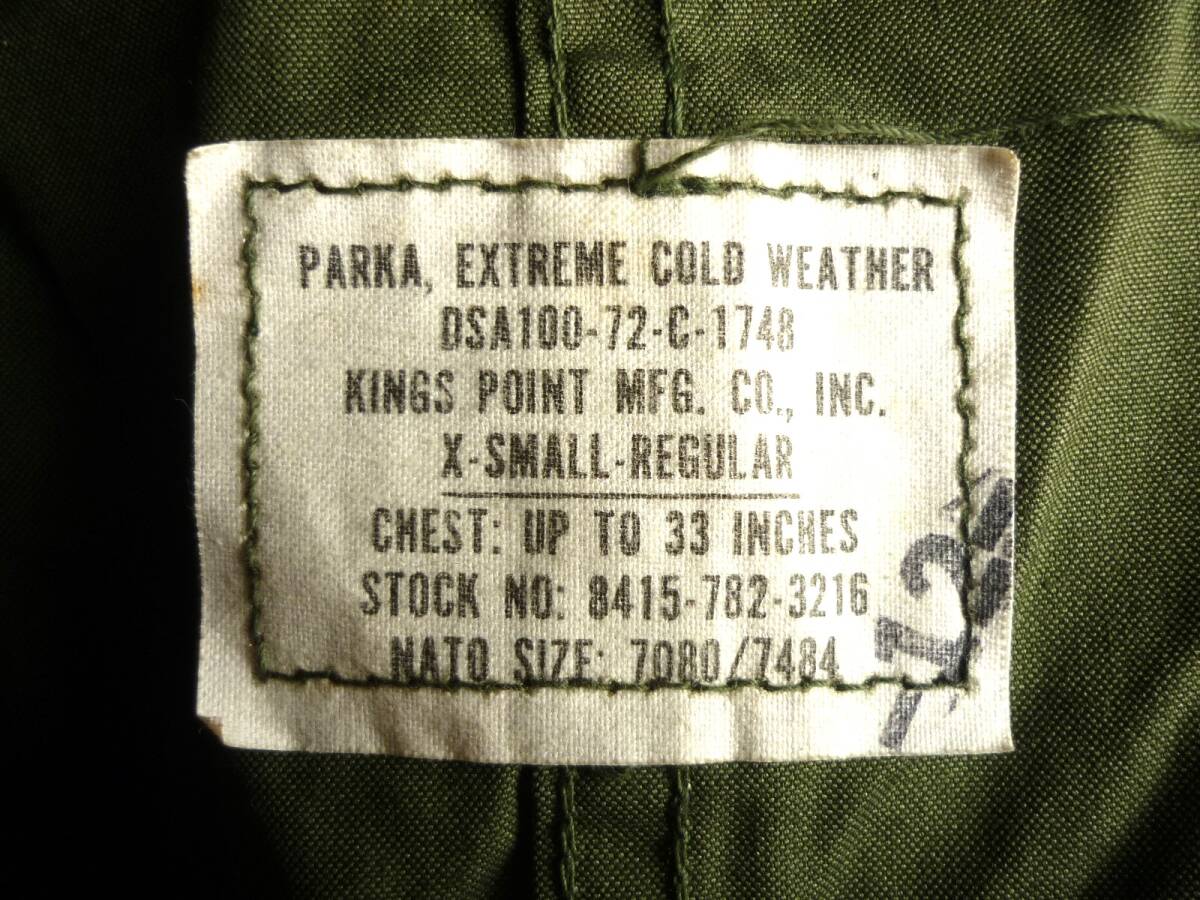 PARKA, EXTREME COLD WEATHER
DSA100-72-C-1748
KINGS POINT MFG. CO., INC.
X-SMALL-REGULAR
CHEST: UP TO 33 INCHES
STOCK NO: 8415-782-3216
NATO SIZE: 7080/7484